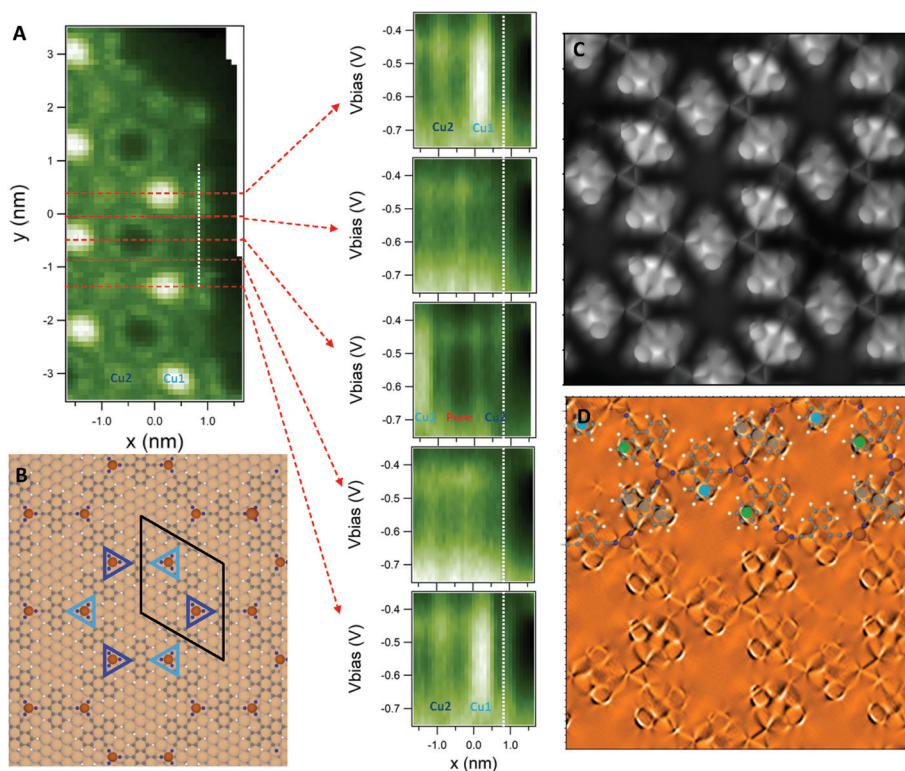 A
3
2
1
0
-1
-2
-3
y (nm)
Cu2
Cu1
-1.0
0.0
1.0
x (nm)
B
-0.4
-0.5
-0.6
-0.7
Vbias (V)
Cu2
Cu1
-0.4
-0.5
-0.6
-0.7
Vbias (V)
-0.4
-0.5
-0.6
-0.7
Vbias (V)
Cu1
Pore
Cu2
-0.4
-0.5
-0.6
-0.7
Vbias (V)
-0.4
-0.5
-0.6
-0.7
Vbias (V)
Cu2
Cu1
-1.0
0.0
1.0
x (nm)
C
D